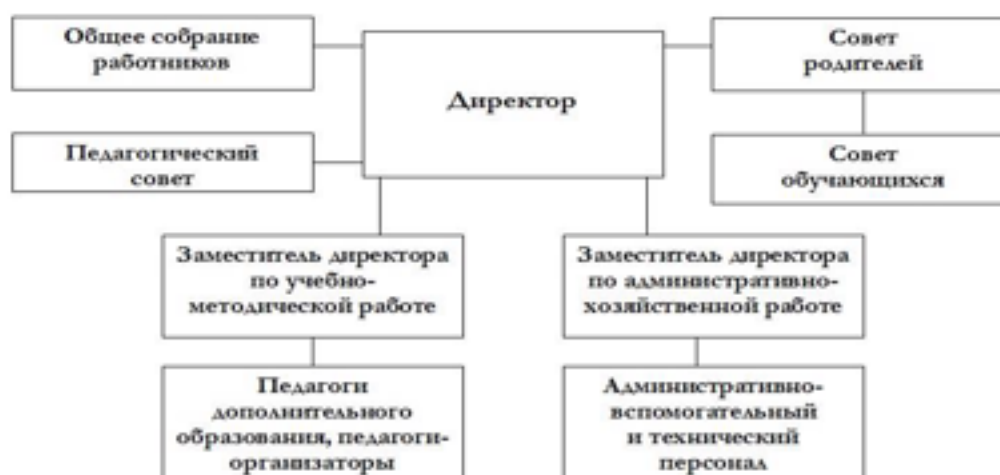 Общее собрание
работников
Директор
Совет
родителей
Педагогический
совет
Совет
обучающихся
Заместитель директора
по учебно-
методической работе
Заместитель директора
по административно-
хозяйственной работе
Педагоги
дополнительного
образования, педагоги-
организаторы
Административно-
вспомогательный
и технический
персонал